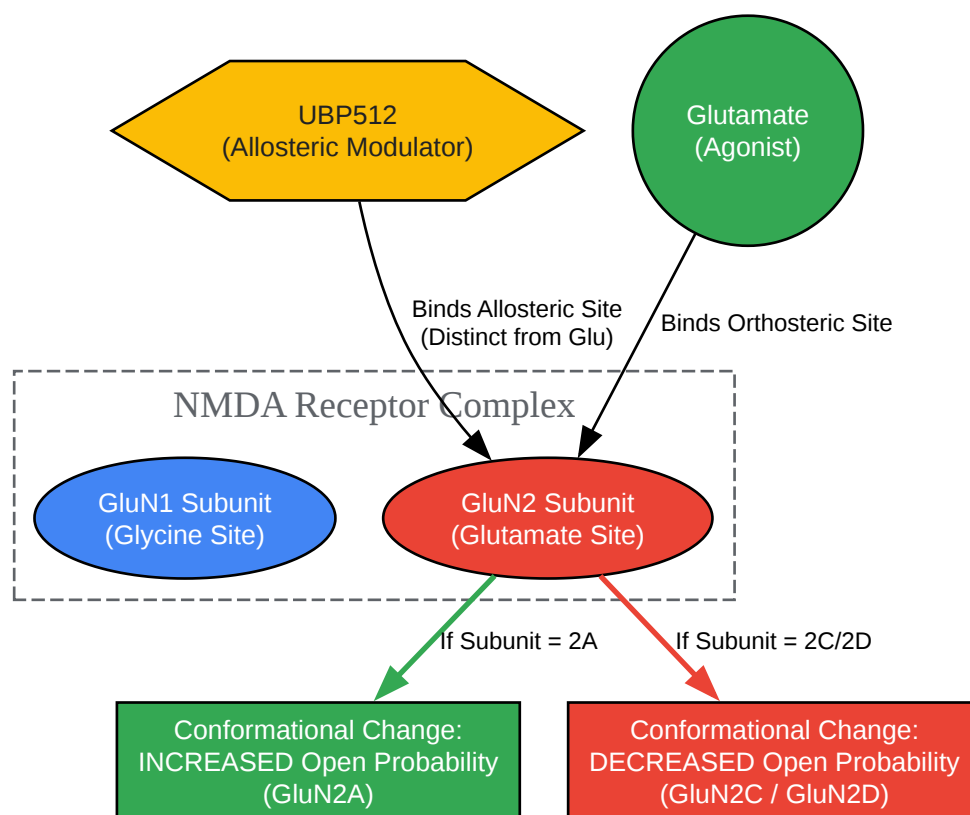 UBP512
(Allosteric Modulator)
Glutamate
(Agonist)
Binds Allosteric Site
(Distinct from Glu)
Binds Orthosteric Site
NMDA Receptor Complex
GluN1 Subunit
(Glycine Site)
GluN2 Subunit
(Glutamate Site)
If Subunit = 2A
If Subunit = 2C/2D
Conformational Change:
INCREASED Open Probability
(GluN2A)
Conformational Change:
DECREASED Open Probability
(GluN2C / GluN2D)